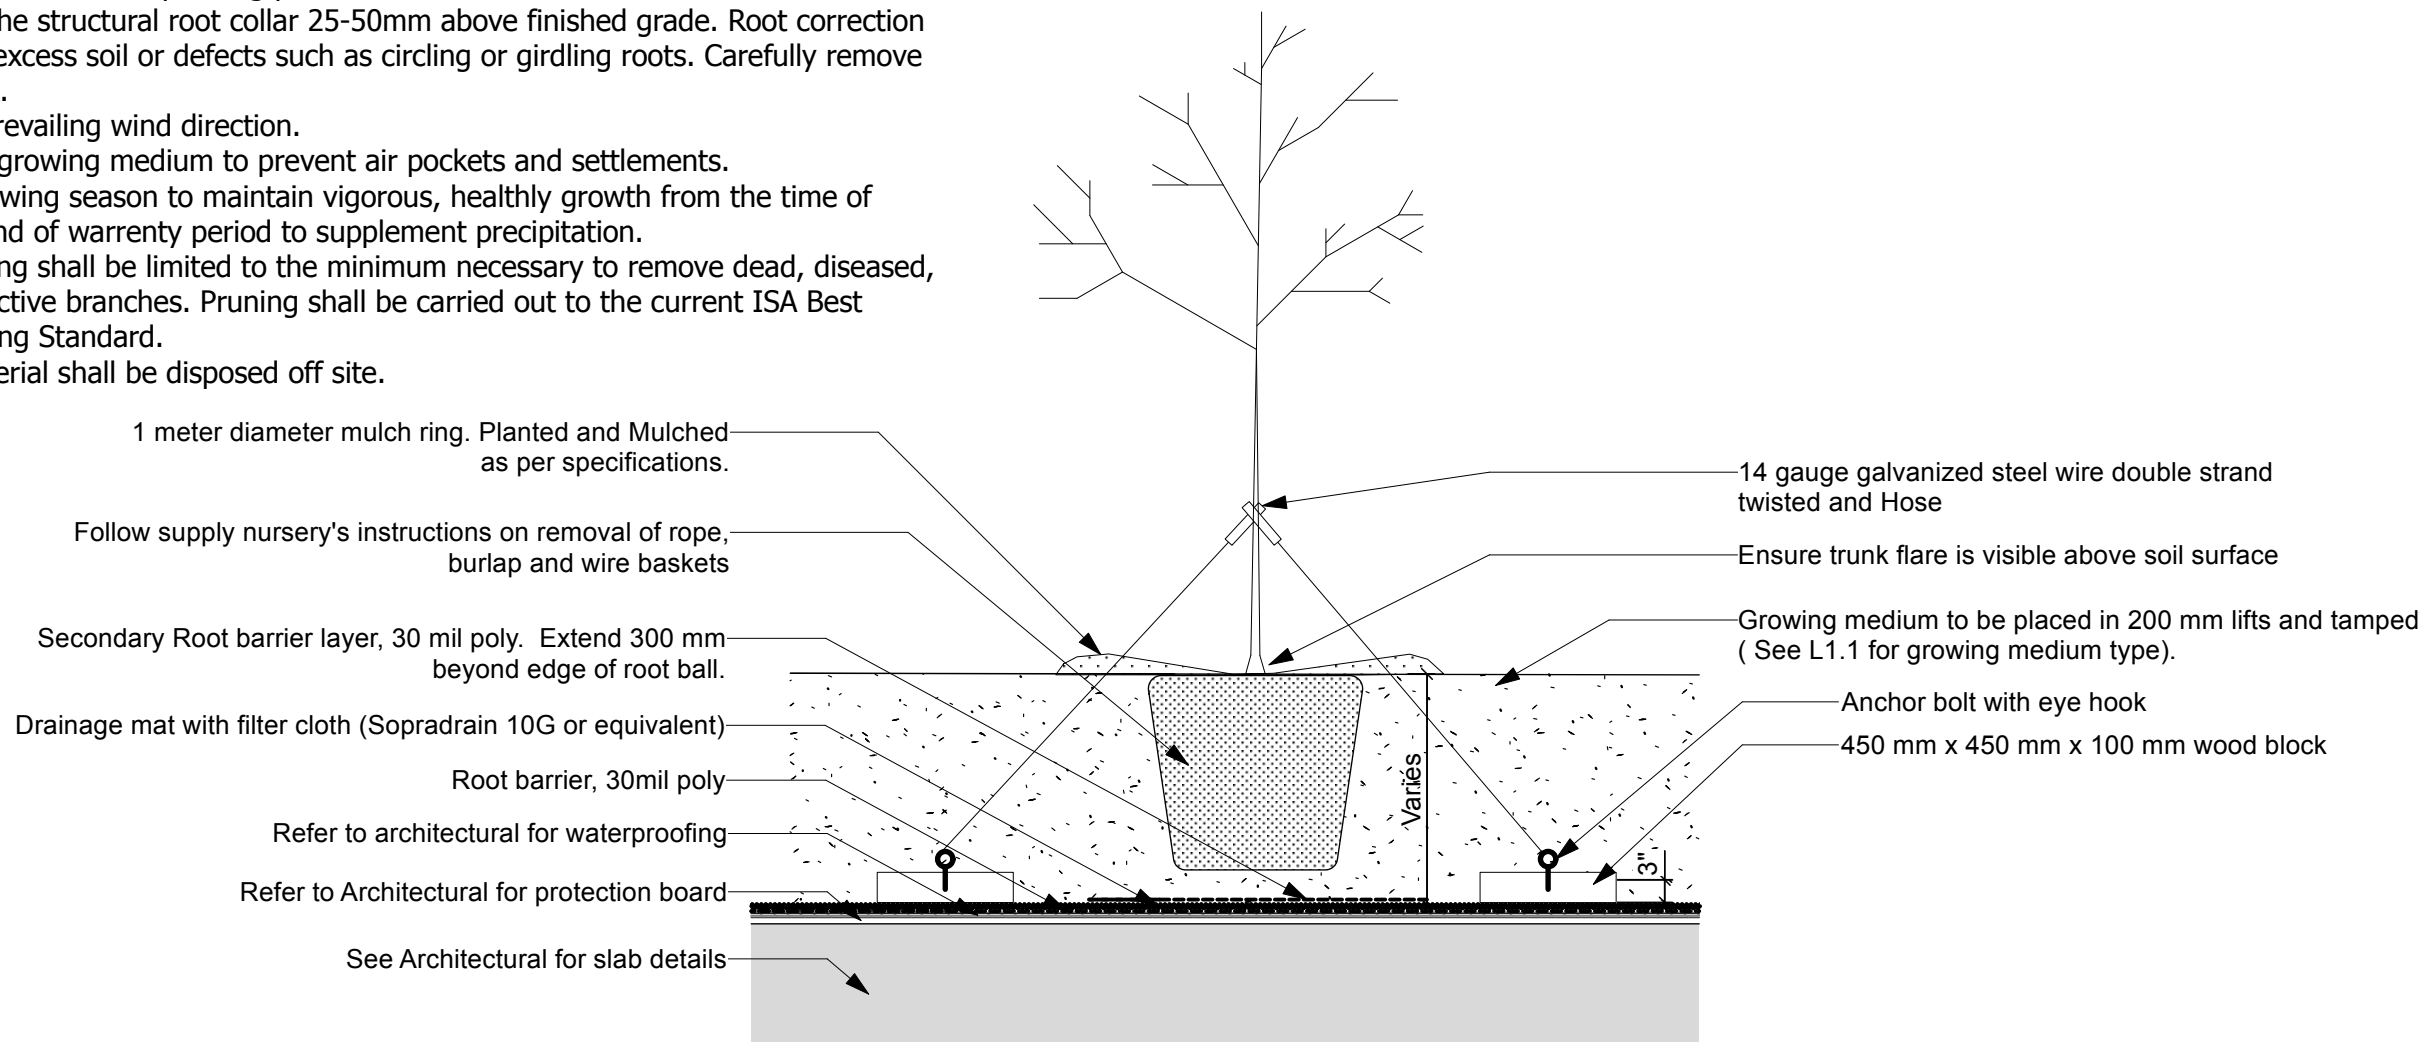 he structural root collar 25-50mm above finished grade. Root correction
excess soil or defects such as circling or girdling roots. Carefully remove
.
revailing wind direction.
growing medium to prevent air pockets and settlements.
wing season to maintain vigorous, healthly growth from the time of
nd of warrenty period to supplement precipitation.
ng shall be limited to the minimum necessary to remove dead, diseased,
ctive branches. Pruning shall be carried out to the current ISA Best
ng Standard.
erial shall be disposed off site.
1 meter diameter mulch ring. Planted and Mulched
as per specifications.
Follow supply nursery's instructions on removal of rope,
burlap and wire baskets
Secondary Root barrier layer, 30 mil poly. Extend 300 mm
beyond edge of root ball.
Drainage mat with filter cloth (Sopradrain 10G or equivalent)
Root barrier, 30mil poly
Refer to architectural for waterproofing
Refer to Architectural for protection board
See Architectural for slab details
14 gauge galvanized steel wire double strand
twisted and Hose
Ensure trunk flare is visible above soil surface
Growing medium to be placed in 200 mm lifts and tamped
( See L1.1 for growing medium type).
Anchor bolt with eye hook
450 mm x 450 mm x 100 mm wood block
Varies
3"